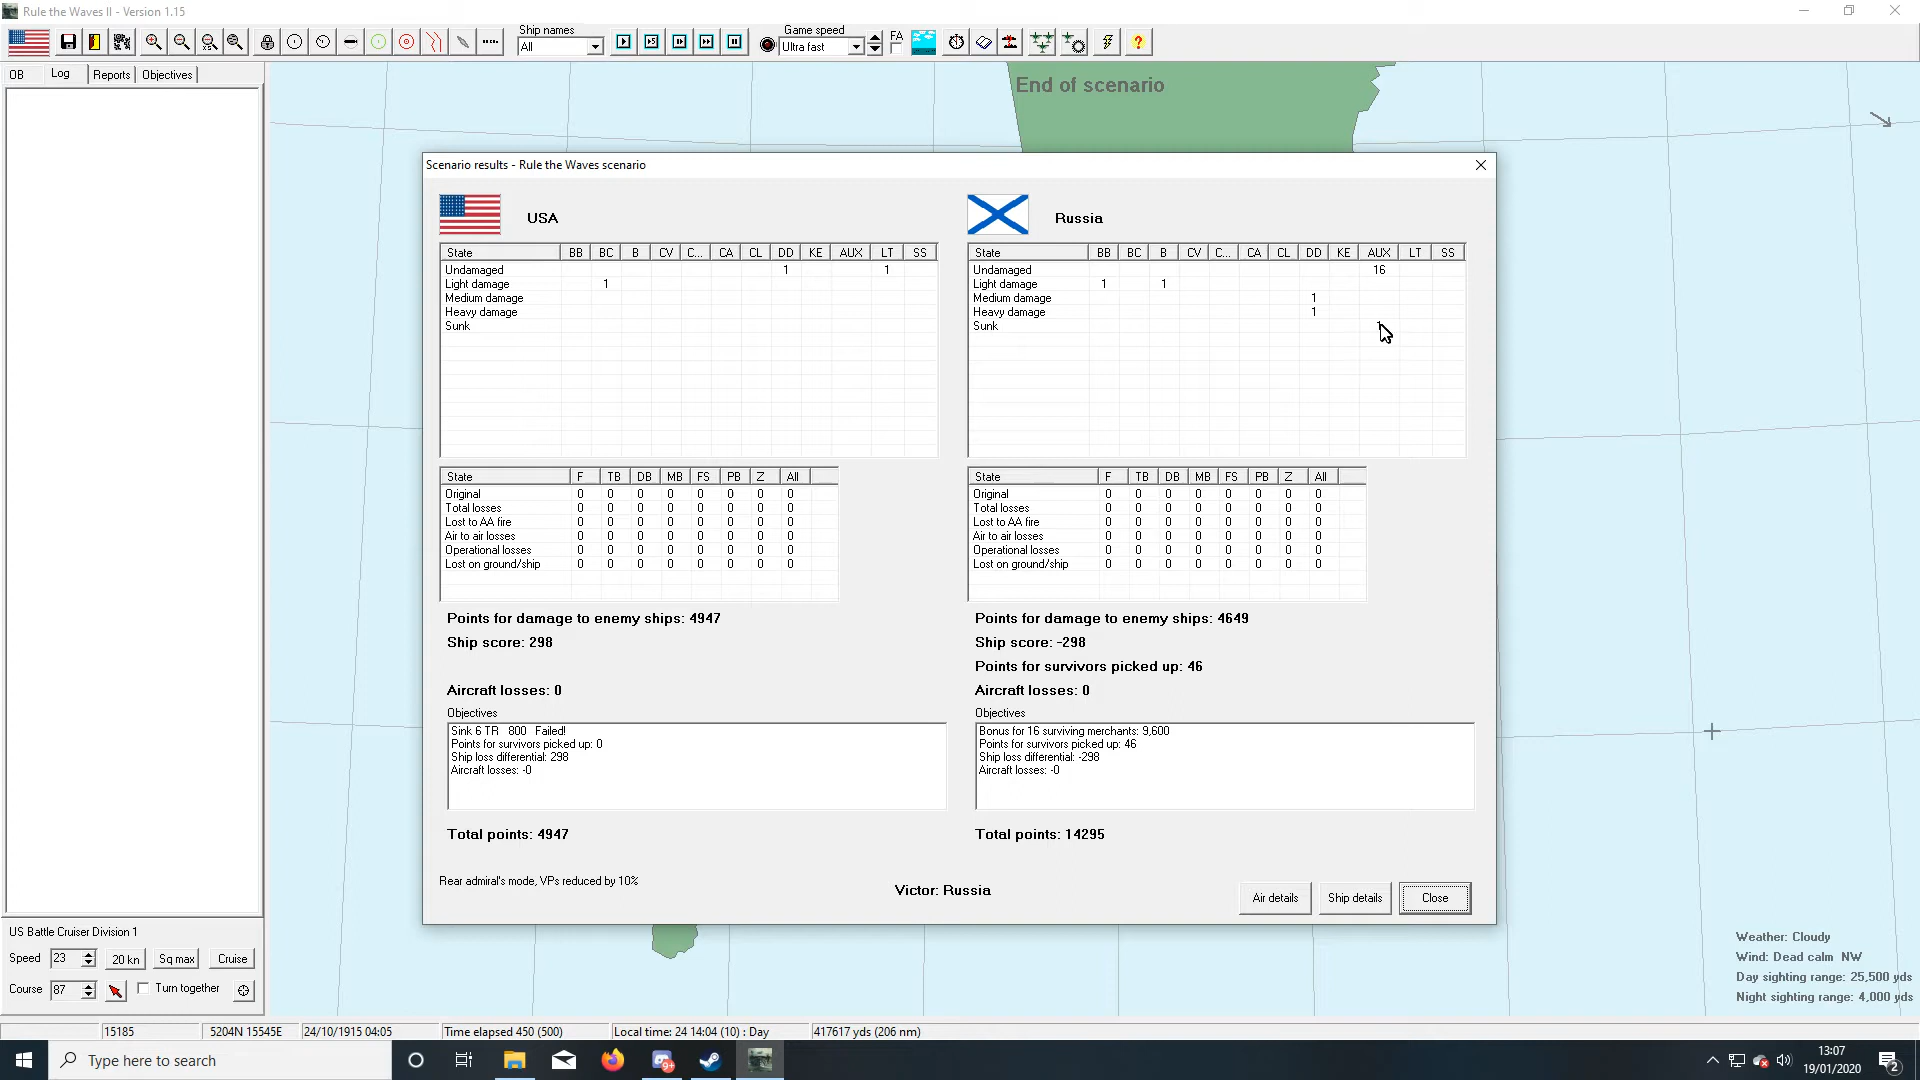 Rule the Waves II - Version 1.15
Ship names
All
Game speed
Ultra fast
FA
OB Log Reports Objectives
End of scenario
Scenario results - Rule the Waves scenario
USA
State BB BC B CV C... CA CL DD KE AUX LT SS
Undamaged 1 1
Light damage 1
Medium damage
Heavy damage
Sunk
State F TB DB MB FS PB Z All
Original 0 0 0 0 0 0 0 0
Total losses 0 0 0 0 0 0 0 0
Lost to AA fire 0 0 0 0 0 0 0 0
Air to air losses 0 0 0 0 0 0 0 0
Operational losses 0 0 0 0 0 0 0 0
Lost on ground/ship 0 0 0 0 0 0 0 0
Points for damage to enemy ships: 4947
Ship score: 298
Aircraft losses: 0
Objectives
Sink 6 TR 800 Failed!
Points for survivors picked up: 0
Ship loss differential: 298
Aircraft losses: -0
Total points: 4947
Russia
State BB BC B CV C... CA CL DD KE AUX LT SS
Undamaged 16
Light damage 1 1
Medium damage 1
Heavy damage 1
Sunk
State F TB DB MB FS PB Z All
Original 0 0 0 0 0 0 0 0
Total losses 0 0 0 0 0 0 0 0
Lost to AA fire 0 0 0 0 0 0 0 0
Air to air losses 0 0 0 0 0 0 0 0
Operational losses 0 0 0 0 0 0 0 0
Lost on ground/ship 0 0 0 0 0 0 0 0
Points for damage to enemy ships: 4649
Ship score: -298
Points for survivors picked up: 46
Aircraft losses: 0
Objectives
Bonus for 16 surviving merchants: 9,600
Points for survivors picked up: 46
Ship loss differential: -298
Aircraft losses: -0
Total points: 14295
Rear admiral's mode, VPs reduced by 10%
Victor: Russia
Air details Ship details Close
US Battle Cruiser Division 1
Speed 23 20 kn Sq max Cruise
Course 87 Turn together
Weather: Cloudy
Wind: Dead calm NW
Day sighting range: 25,500 yds
Night sighting range: 4,000 yds
15185 5204N 15545E 24/10/1915 04:05 Time elapsed 450 (500) Local time: 24 14:04 (10) : Day 417617 yds (206 nm)
Type here to search
9+
13:07
19/01/2020
2